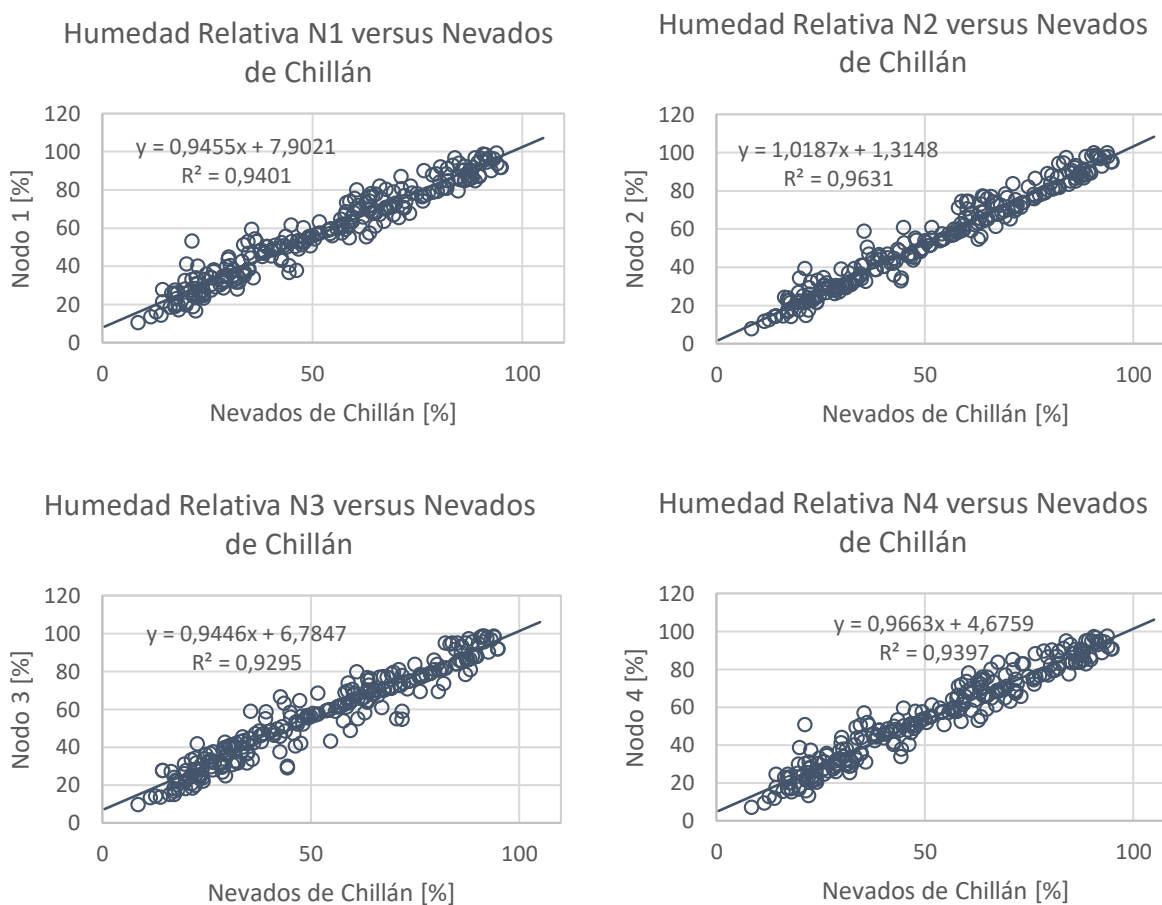 Humedad Relativa N1 versus Nevados
de Chillán
120
100
80
60
40
20
0
y = 0,9455x + 7,9021
R² = 0,9401
Nodo 1 [%]
0
50
100
Nevados de Chillán [%]
Humedad Relativa N2 versus Nevados
de Chillán
120
100
80
60
40
20
0
y = 1,0187x + 1,3148
R² = 0,9631
Nodo 2 [%]
0
50
100
Nevados de Chillán [%]
Humedad Relativa N3 versus Nevados
de Chillán
120
100
80
60
40
20
0
y = 0,9446x + 6,7847
R² = 0,9295
Nodo 3 [%]
0
50
100
Nevados de Chillán [%]
Humedad Relativa N4 versus Nevados
de Chillán
120
100
80
60
40
20
0
y = 0,9663x + 4,6759
R² = 0,9397
Nodo 4 [%]
0
50
100
Nevados de Chillán [%]